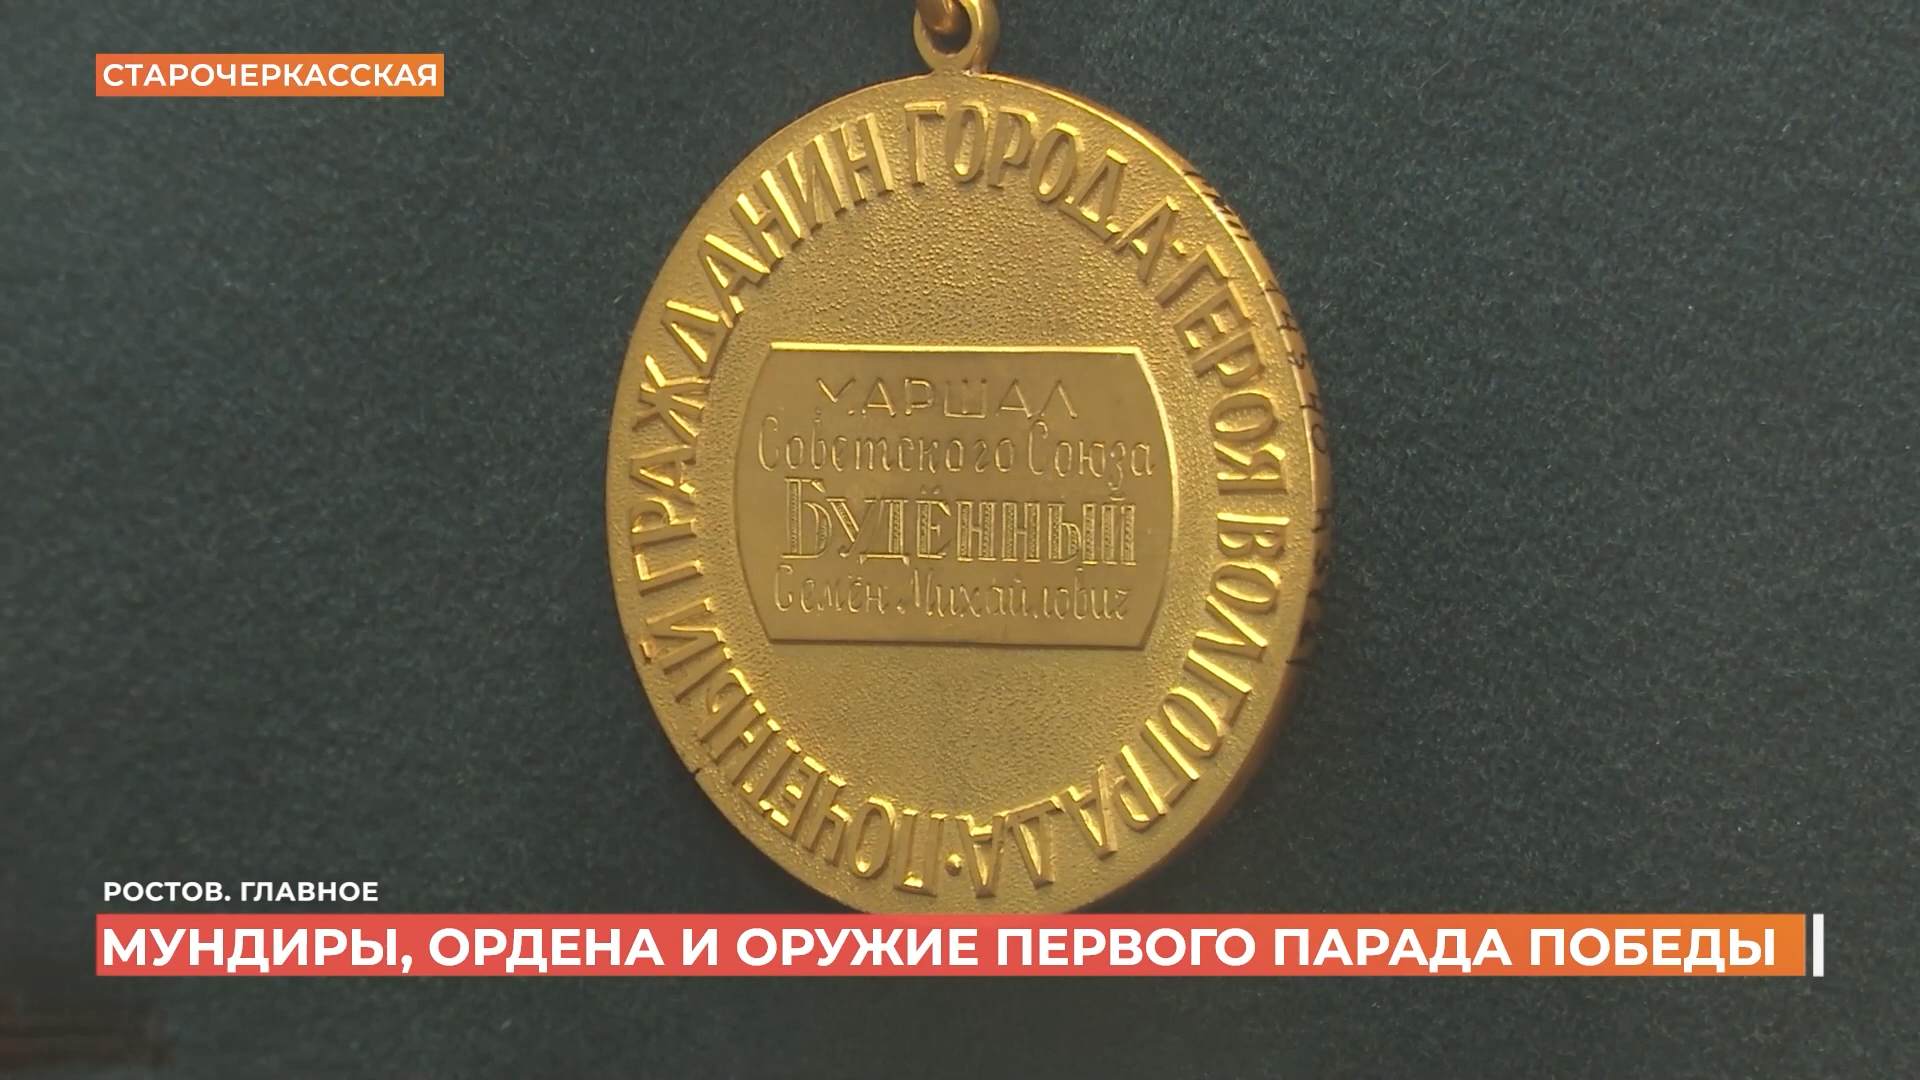 СТАРОЧЕРКАССКАЯ
ПОЧЕТНЫЙ ГРАЖДАНИН ГОРОДА-ГЕРОЯ ВОЛГОГРАДА·
МАРШАЛ
Советского Союза
БУДЁННЫЙ
Семён Михайлович
РОСТОВ. ГЛАВНОЕ
МУНДИРЫ, ОРДЕНА И ОРУЖИЕ ПЕРВОГО ПАРАДА ПОБЕДЫ